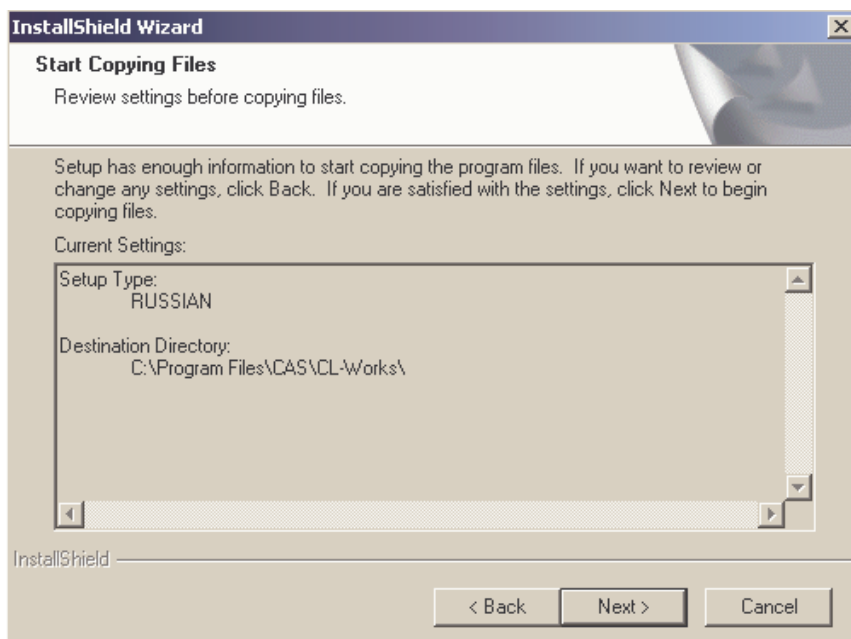 InstallShield Wizard
Start Copying Files
Review settings before copying files.
Setup has enough information to start copying the program files.  If you want to review or
change any settings, click Back.  If you are satisfied with the settings, click Next to begin
copying files.
Current Settings:
Setup Type:
RUSSIAN
Destination Directory:
C:\Program Files\CAS\CL-Works\
InstallShield
< Back
Next >
Cancel